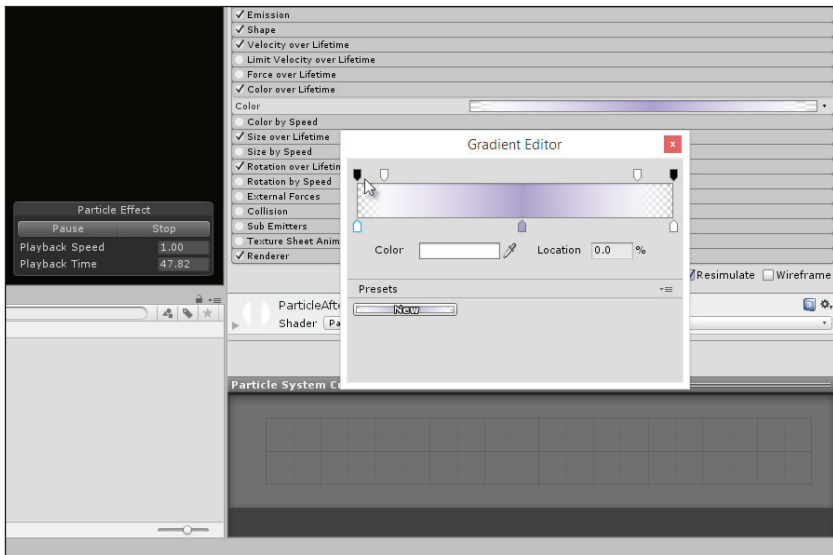 Emission
Shape
Velocity over Lifetime
Limit Velocity over Lifetime
Force over Lifetime
Color over Lifetime
Color
Color by Speed
Size over Lifetime
Size by Speed
Rotation over Lifetin
Rotation by Speed
External Forces
Collision
Sub Emitters
Texture Sheet Anim
Renderer
Gradient Editor
x
Color
Location 0.0 %
Presets
New
Particle Effect
Pause Stop
Playback Speed 1.00
Playback Time 47.82
Resimulate Wireframe
ParticleAfte
Shader Pa
Particle System Cu